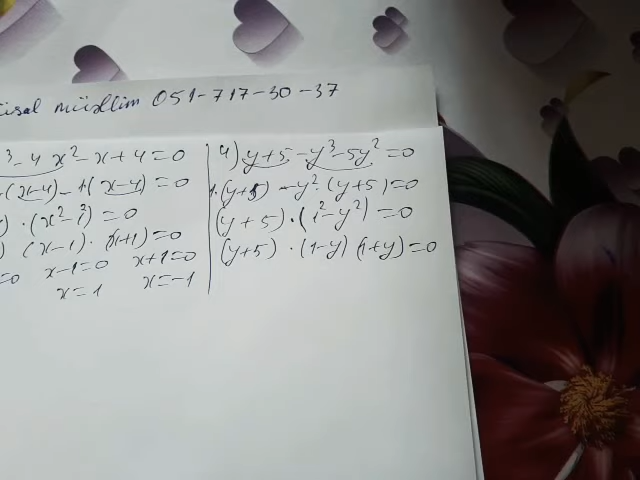 müəllim 051-717-30-37
³-4x²-x+4=0
(x-4)-1(x-4)=0
)·(x²-1²)=0
) (x-1)·(x+1)=0
=0 x-1=0 x+1=0
x=1 x=-1
4) y+5-y³-5y²=0
1·(y+5)-y²·(y+5)=0
(y+5)·(1²-y²)=0
(y+5)·(1-y)(1+y)=0